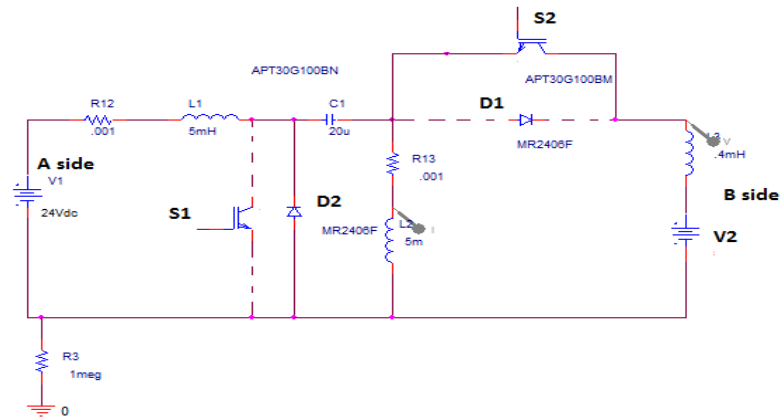 S2
APT30G100BN
APT30G100BM
R12
.001
L1
5mH
C1
20u
D1
MR2406F
R13
.001
A side
V1
24Vdc
S1
D2
MR2406F
L2
5m
.4mH
B side
V2
R3
1meg
0